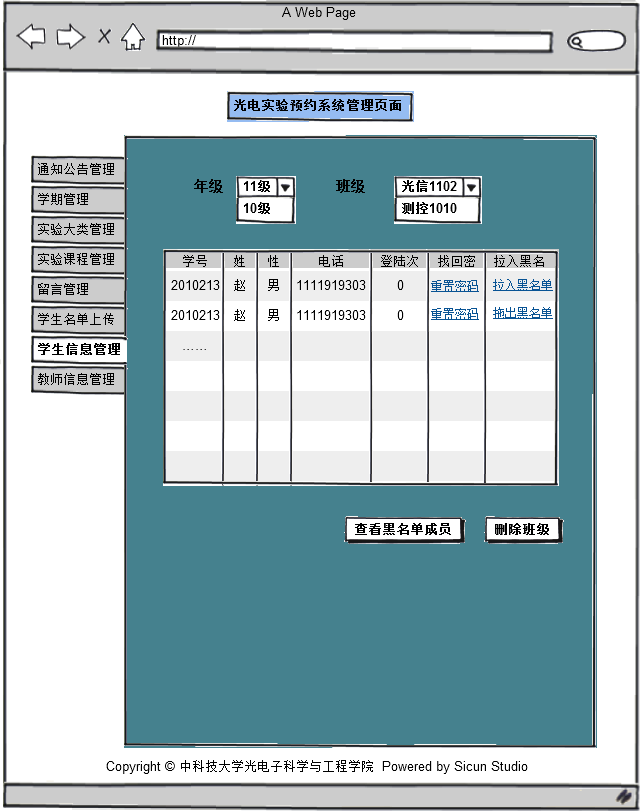 A Web Page
http://
光电实验预约系统管理页面
通知公告管理
学期管理
实验大类管理
实验课程管理
留言管理
学生名单上传
学生信息管理
教师信息管理
年级 11级 班级 光信1102
10级 测控1010
学号 姓 性 电话 登陆次 找回密 拉入黑名
2010213 赵 男 1111919303 0 重置密码 拉入黑名单
2010213 赵 男 1111919303 0 重置密码 拖出黑名单
……
查看黑名单成员 删除班级
Copyright © 中科技大学光电子科学与工程学院 Powered by Sicun Studio